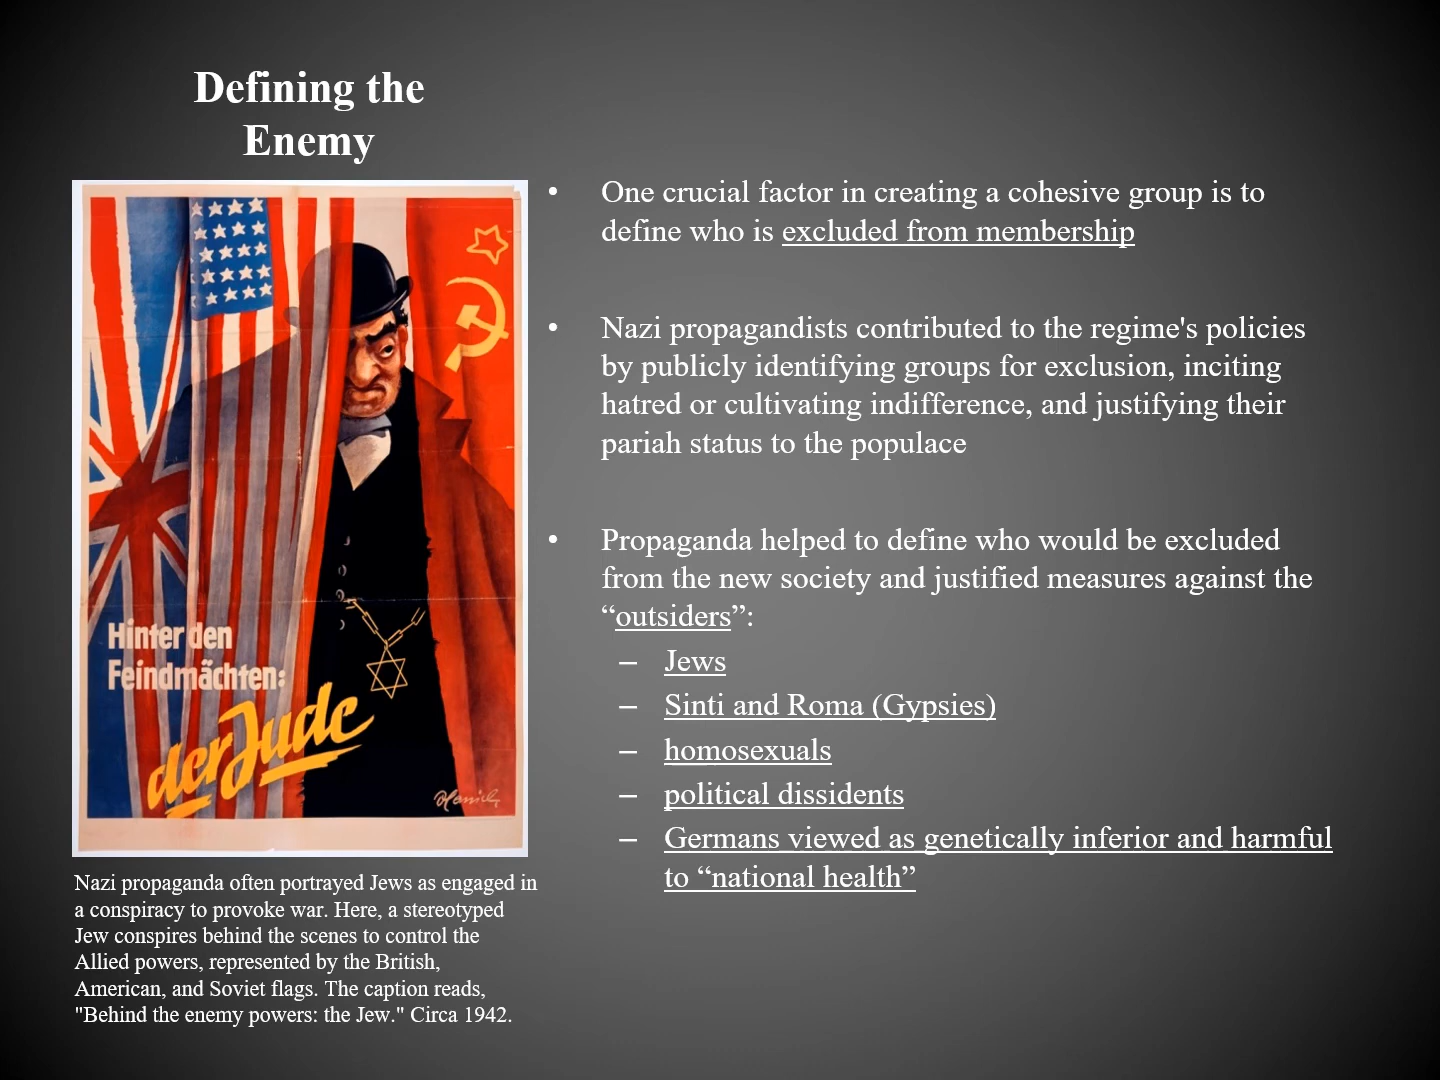 Defining the
Enemy
Hinter den
Feindmächten:
der Jude
Nazi propaganda often portrayed Jews as engaged in
a conspiracy to provoke war. Here, a stereotyped
Jew conspires behind the scenes to control the
Allied powers, represented by the British,
American, and Soviet flags. The caption reads,
"Behind the enemy powers: the Jew." Circa 1942.
• One crucial factor in creating a cohesive group is to
define who is excluded from membership
• Nazi propagandists contributed to the regime's policies
by publicly identifying groups for exclusion, inciting
hatred or cultivating indifference, and justifying their
pariah status to the populace
• Propaganda helped to define who would be excluded
from the new society and justified measures against the
“outsiders”:
– Jews
– Sinti and Roma (Gypsies)
– homosexuals
– political dissidents
– Germans viewed as genetically inferior and harmful
to “national health”